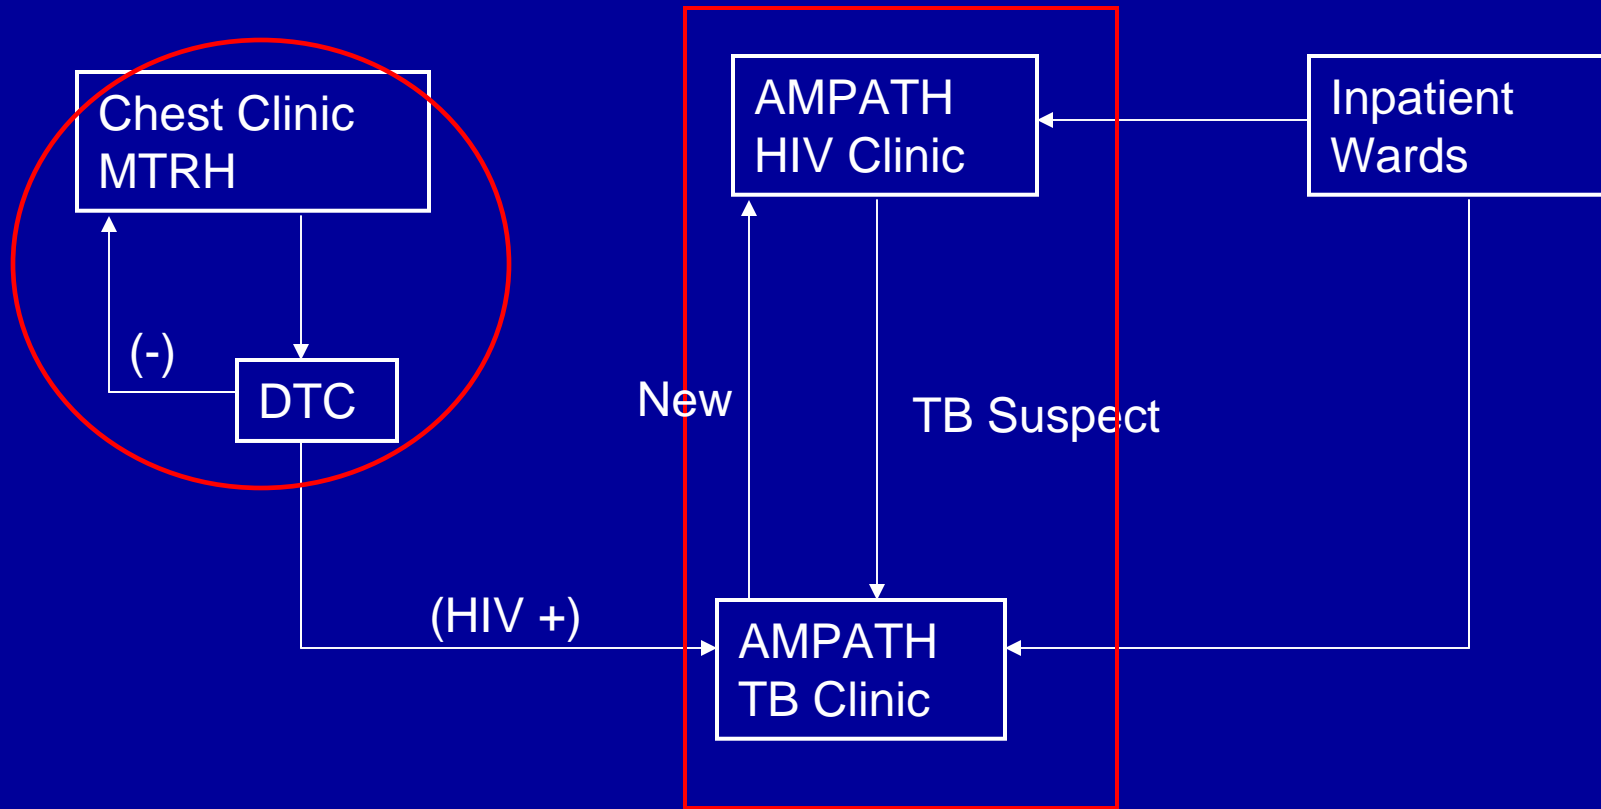 Chest Clinic
MTRH
(-)
DTC
(HIV +)
AMPATH
HIV Clinic
New
TB Suspect
AMPATH
TB Clinic
Inpatient
Wards